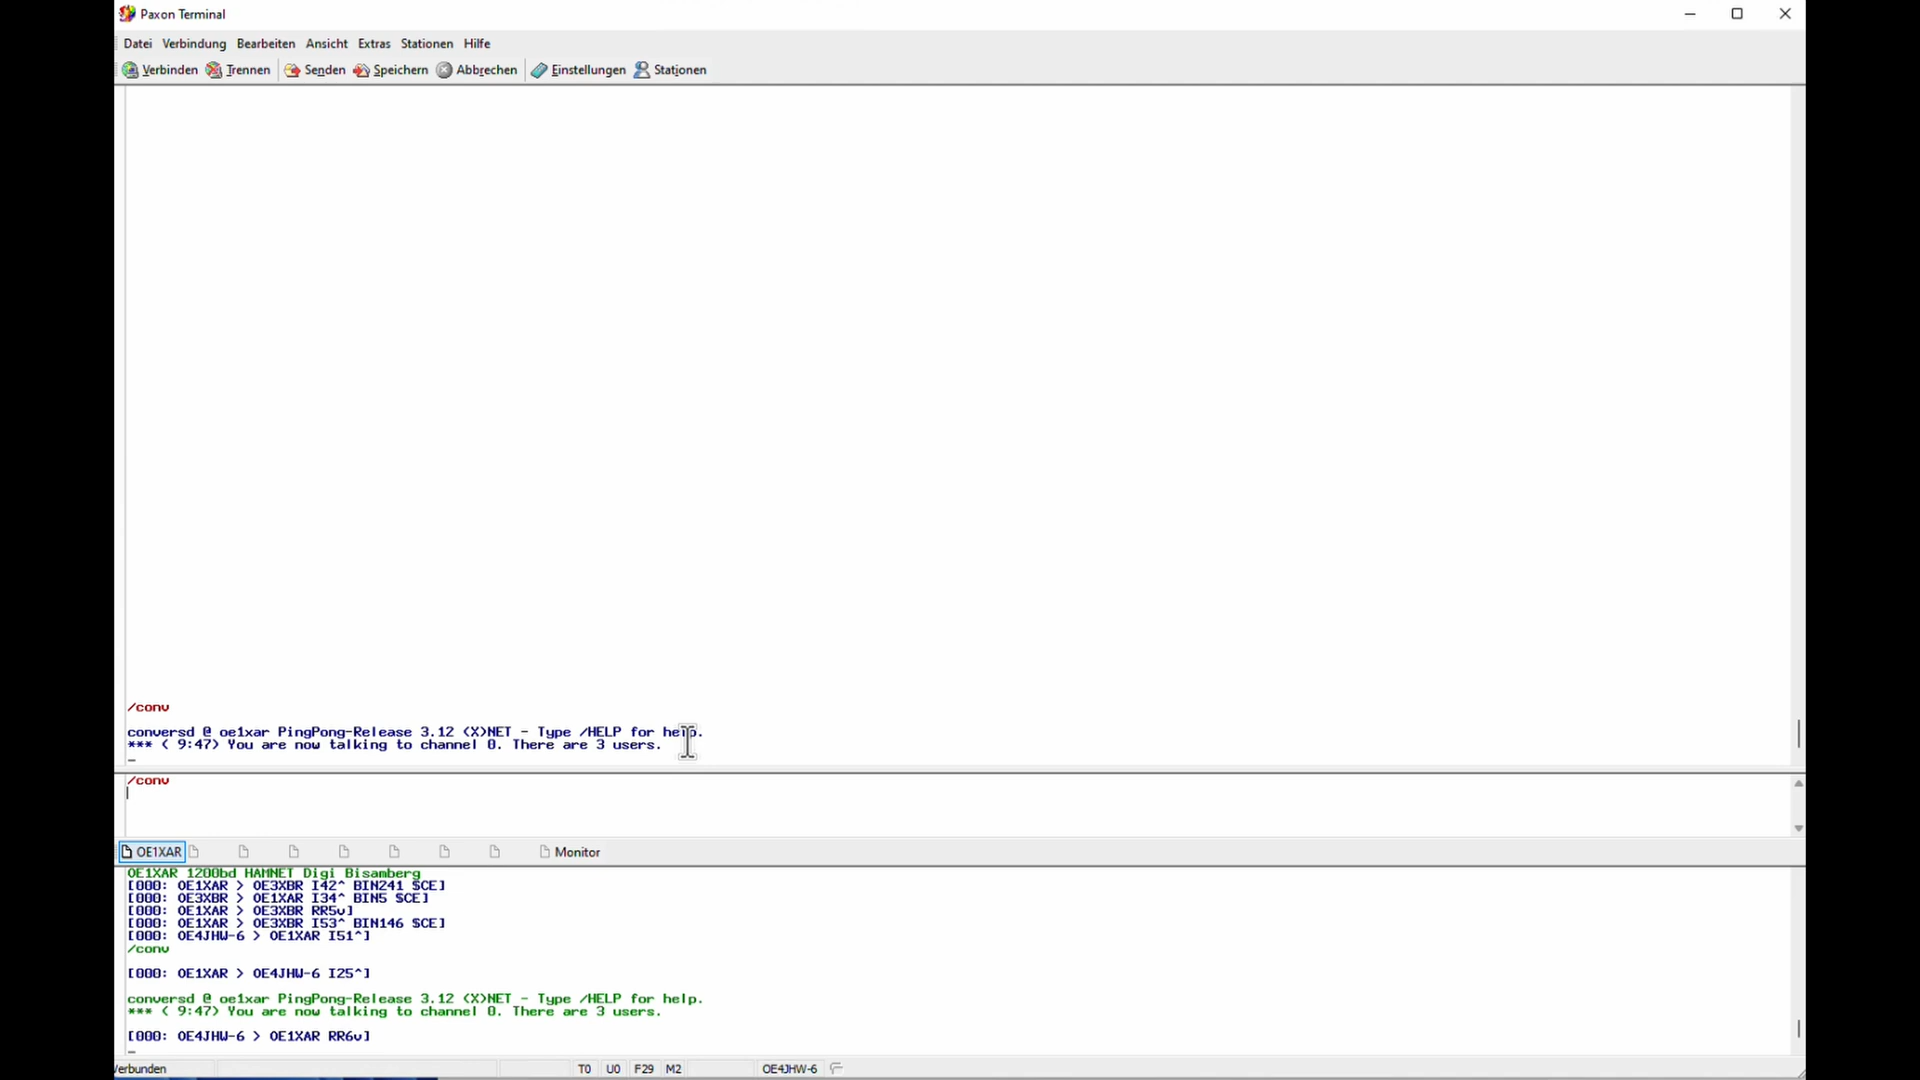 Paxon Terminal
Datei Verbindung Bearbeiten Ansicht Extras Stationen Hilfe
Verbinden Trennen Senden Speichern Abbrechen Einstellungen Stationen
/conv
conversd @ oe1xar PingPong-Release 3.12 (X)NET - Type /HELP for help.
*** ( 9:47) You are now talking to channel 0. There are 3 users.
/conv
OE1XAR Monitor
OE1XAR 1200bd HAMNET Digi Bisamberg
[000: OE1XAR > OE3XBR I42^ BIN241 $CE]
[000: OE3XBR > OE1XAR I34^ BIN5 $CE]
[000: OE1XAR > OE3XBR RR5v]
[000: OE1XAR > OE3XBR I53^ BIN146 $CE]
[000: OE4JHW-6 > OE1XAR I51^]
/conv
[000: OE1XAR > OE4JHW-6 I25^]
conversd @ oe1xar PingPong-Release 3.12 (X)NET - Type /HELP for help.
*** ( 9:47) You are now talking to channel 0. There are 3 users.
[000: OE4JHW-6 > OE1XAR RR6v]
Verbunden T0 U0 F29 M2 OE4JHW-6